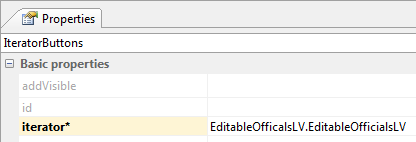 Properties
IteratorButtons
Basic properties
addVisible
id
iterator* EditableOfficalsLV.EditableOfficialsLV